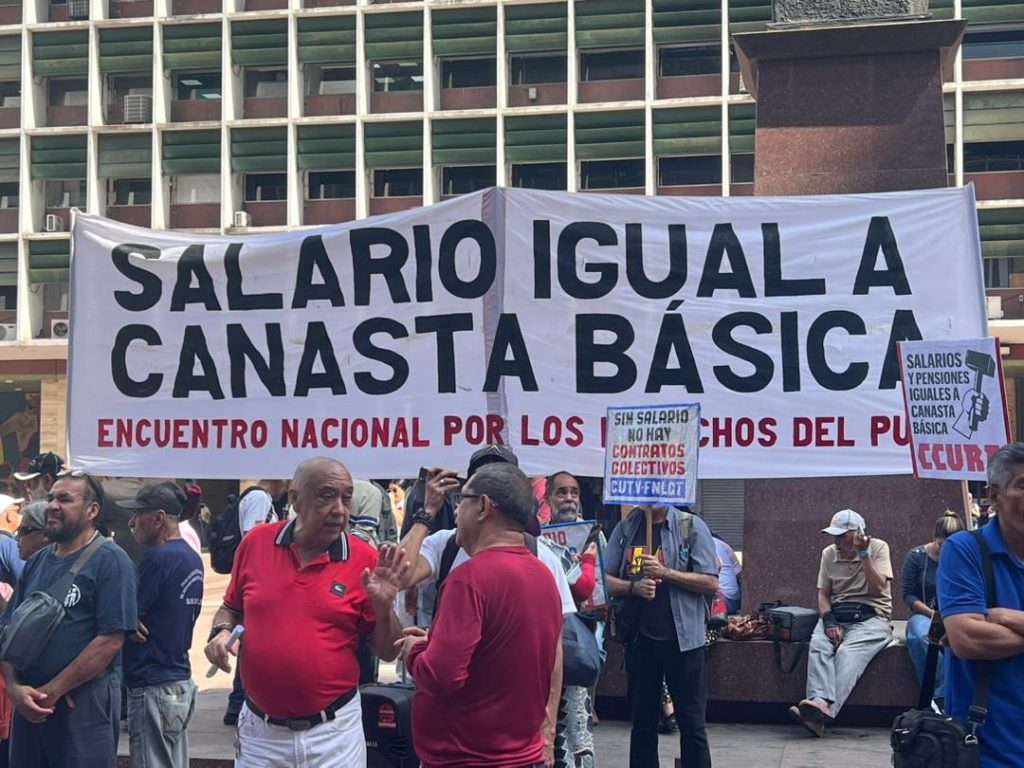 SALARIO IGUAL A
CANASTA BÁSICA
ENCUENTRO NACIONAL POR LOS CHOS DEL PU
SIN SALARIO
NO HAY
CONTRATOS
COLECTIVOS
CUTV-FNLCT
SALARIOS
Y PENSIONES
IGUALES A
CANASTA
BÁSICA
CCURA